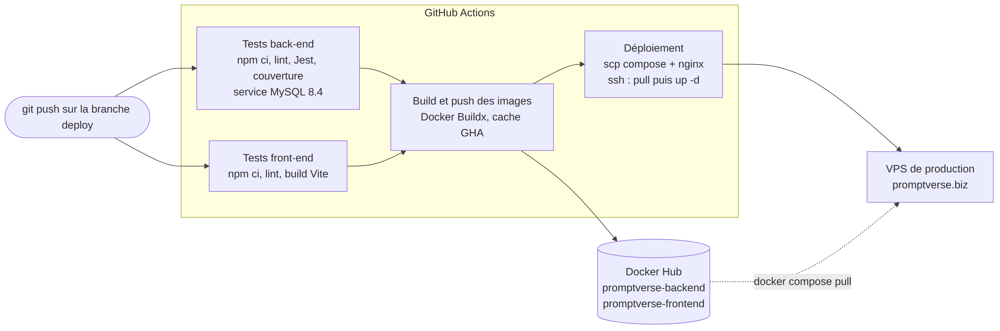 GitHub Actions
git push sur la branche
deploy
Tests back-end
npm ci, lint, Jest,
couverture
service MySQL 8.4
Tests front-end
npm ci, lint, build Vite
Build et push des images
Docker Buildx, cache
GHA
Déploiement
scp compose + nginx
ssh : pull puis up -d
Docker Hub
promptverse-backend
promptverse-frontend
docker compose pull
VPS de production
promptverse.biz